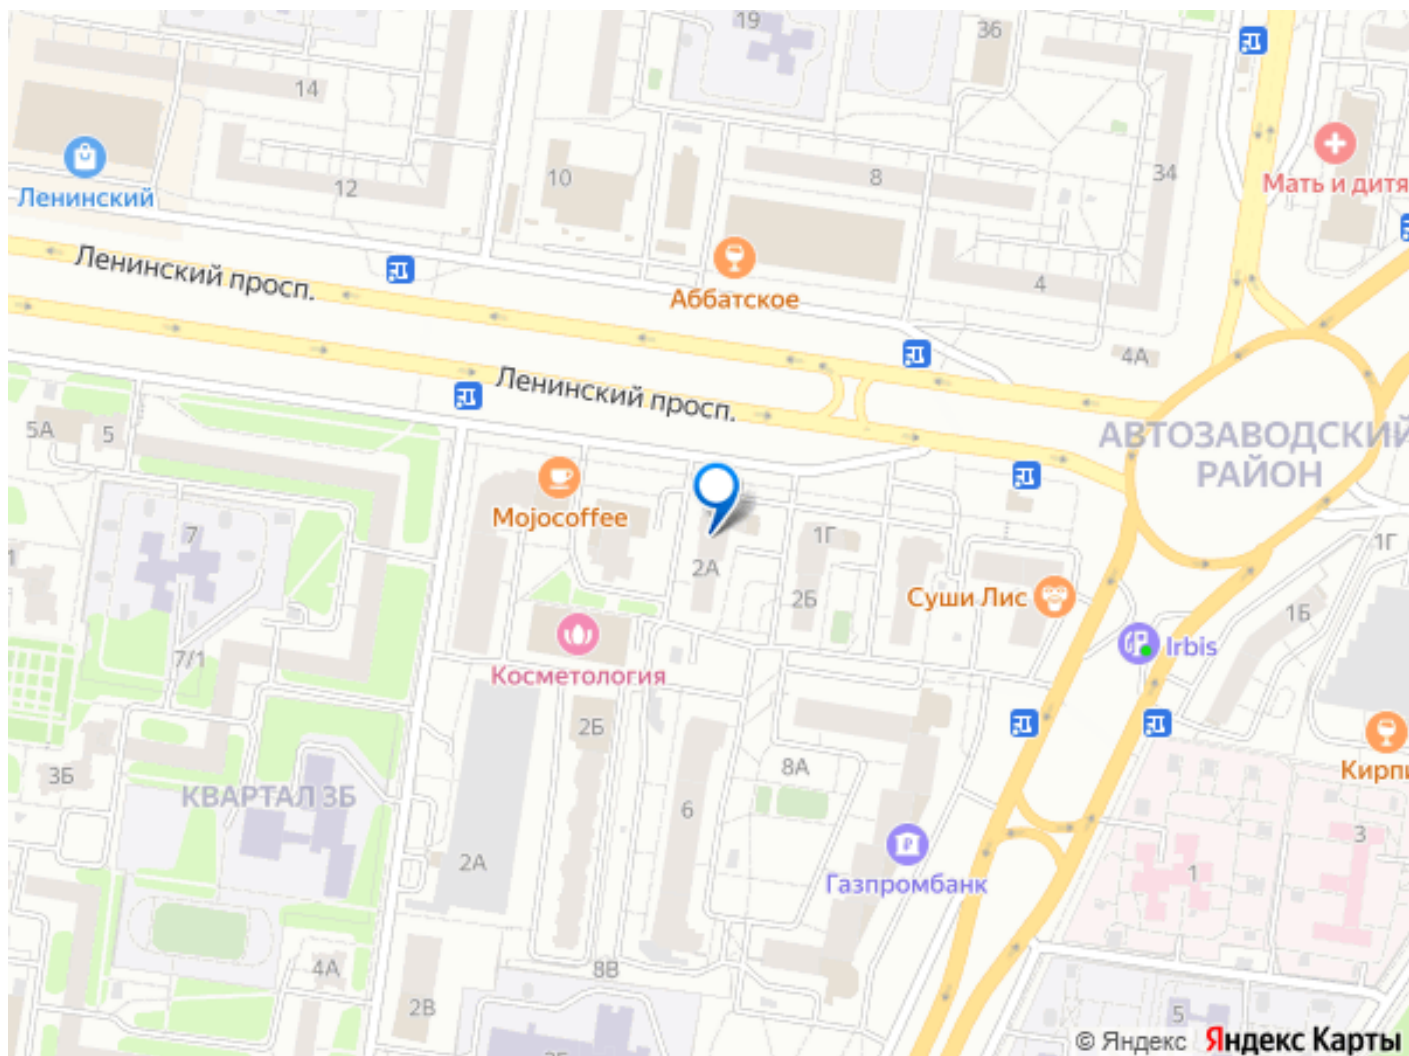 19
36
14
Ленинский
12
10
8
34
Мать и дитя
Ленинский просп.
Аббатское
4
4А
Ленинский просп.
5А
5
АВТОЗАВОДСКИЙ
РАЙОН
Mojocoffee
7
2А
1Г
1Г
2Б
Суши Лис
1Б
7/1
Косметология
Irbis
2Б
3Б
КВАРТАЛ 3Б
8А
6
Кирпи
3
2А
Газпромбанк
1
4А
8В
2В
5
© Яндекс Яндекс Карты